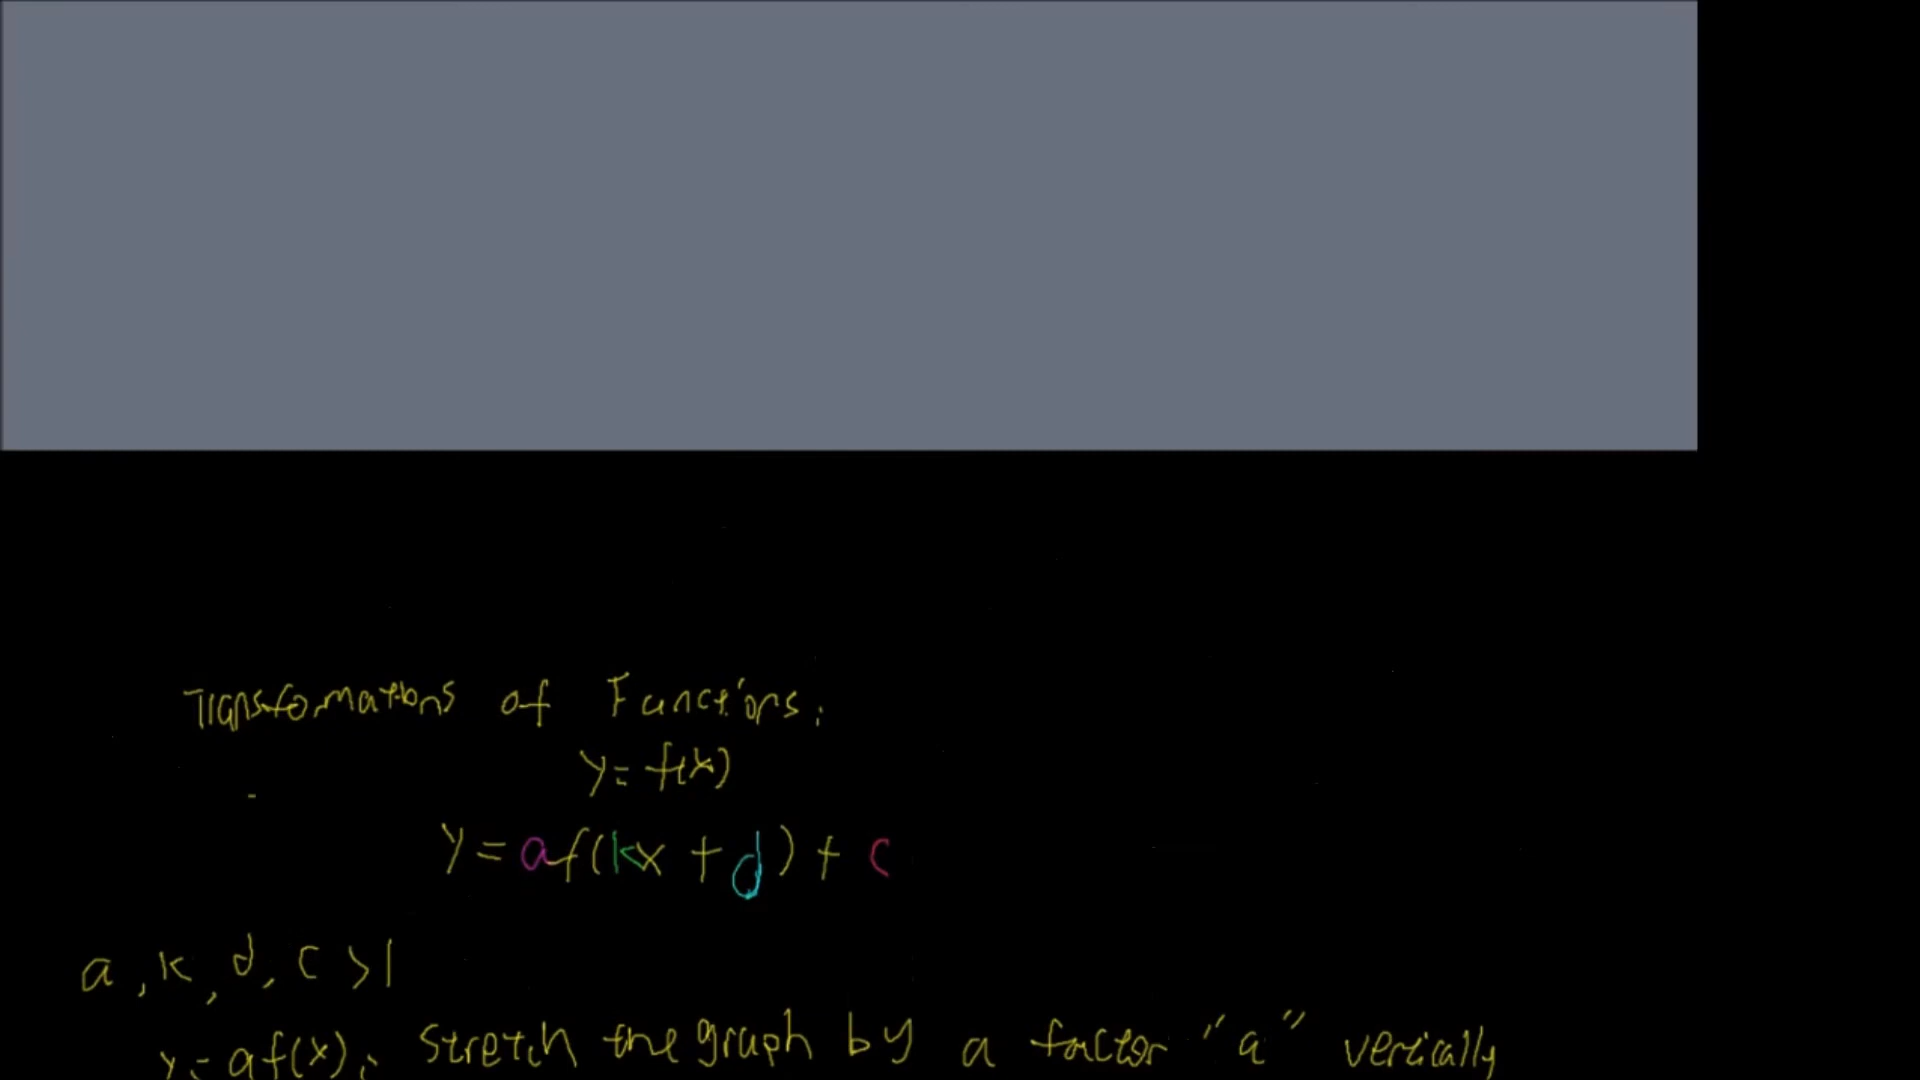 Transformations of Functions:
y = f(x)
y = af(kx + d) + c
a, k, d, c > 1
y = af(x): Stretch the graph by a factor "a" vertically